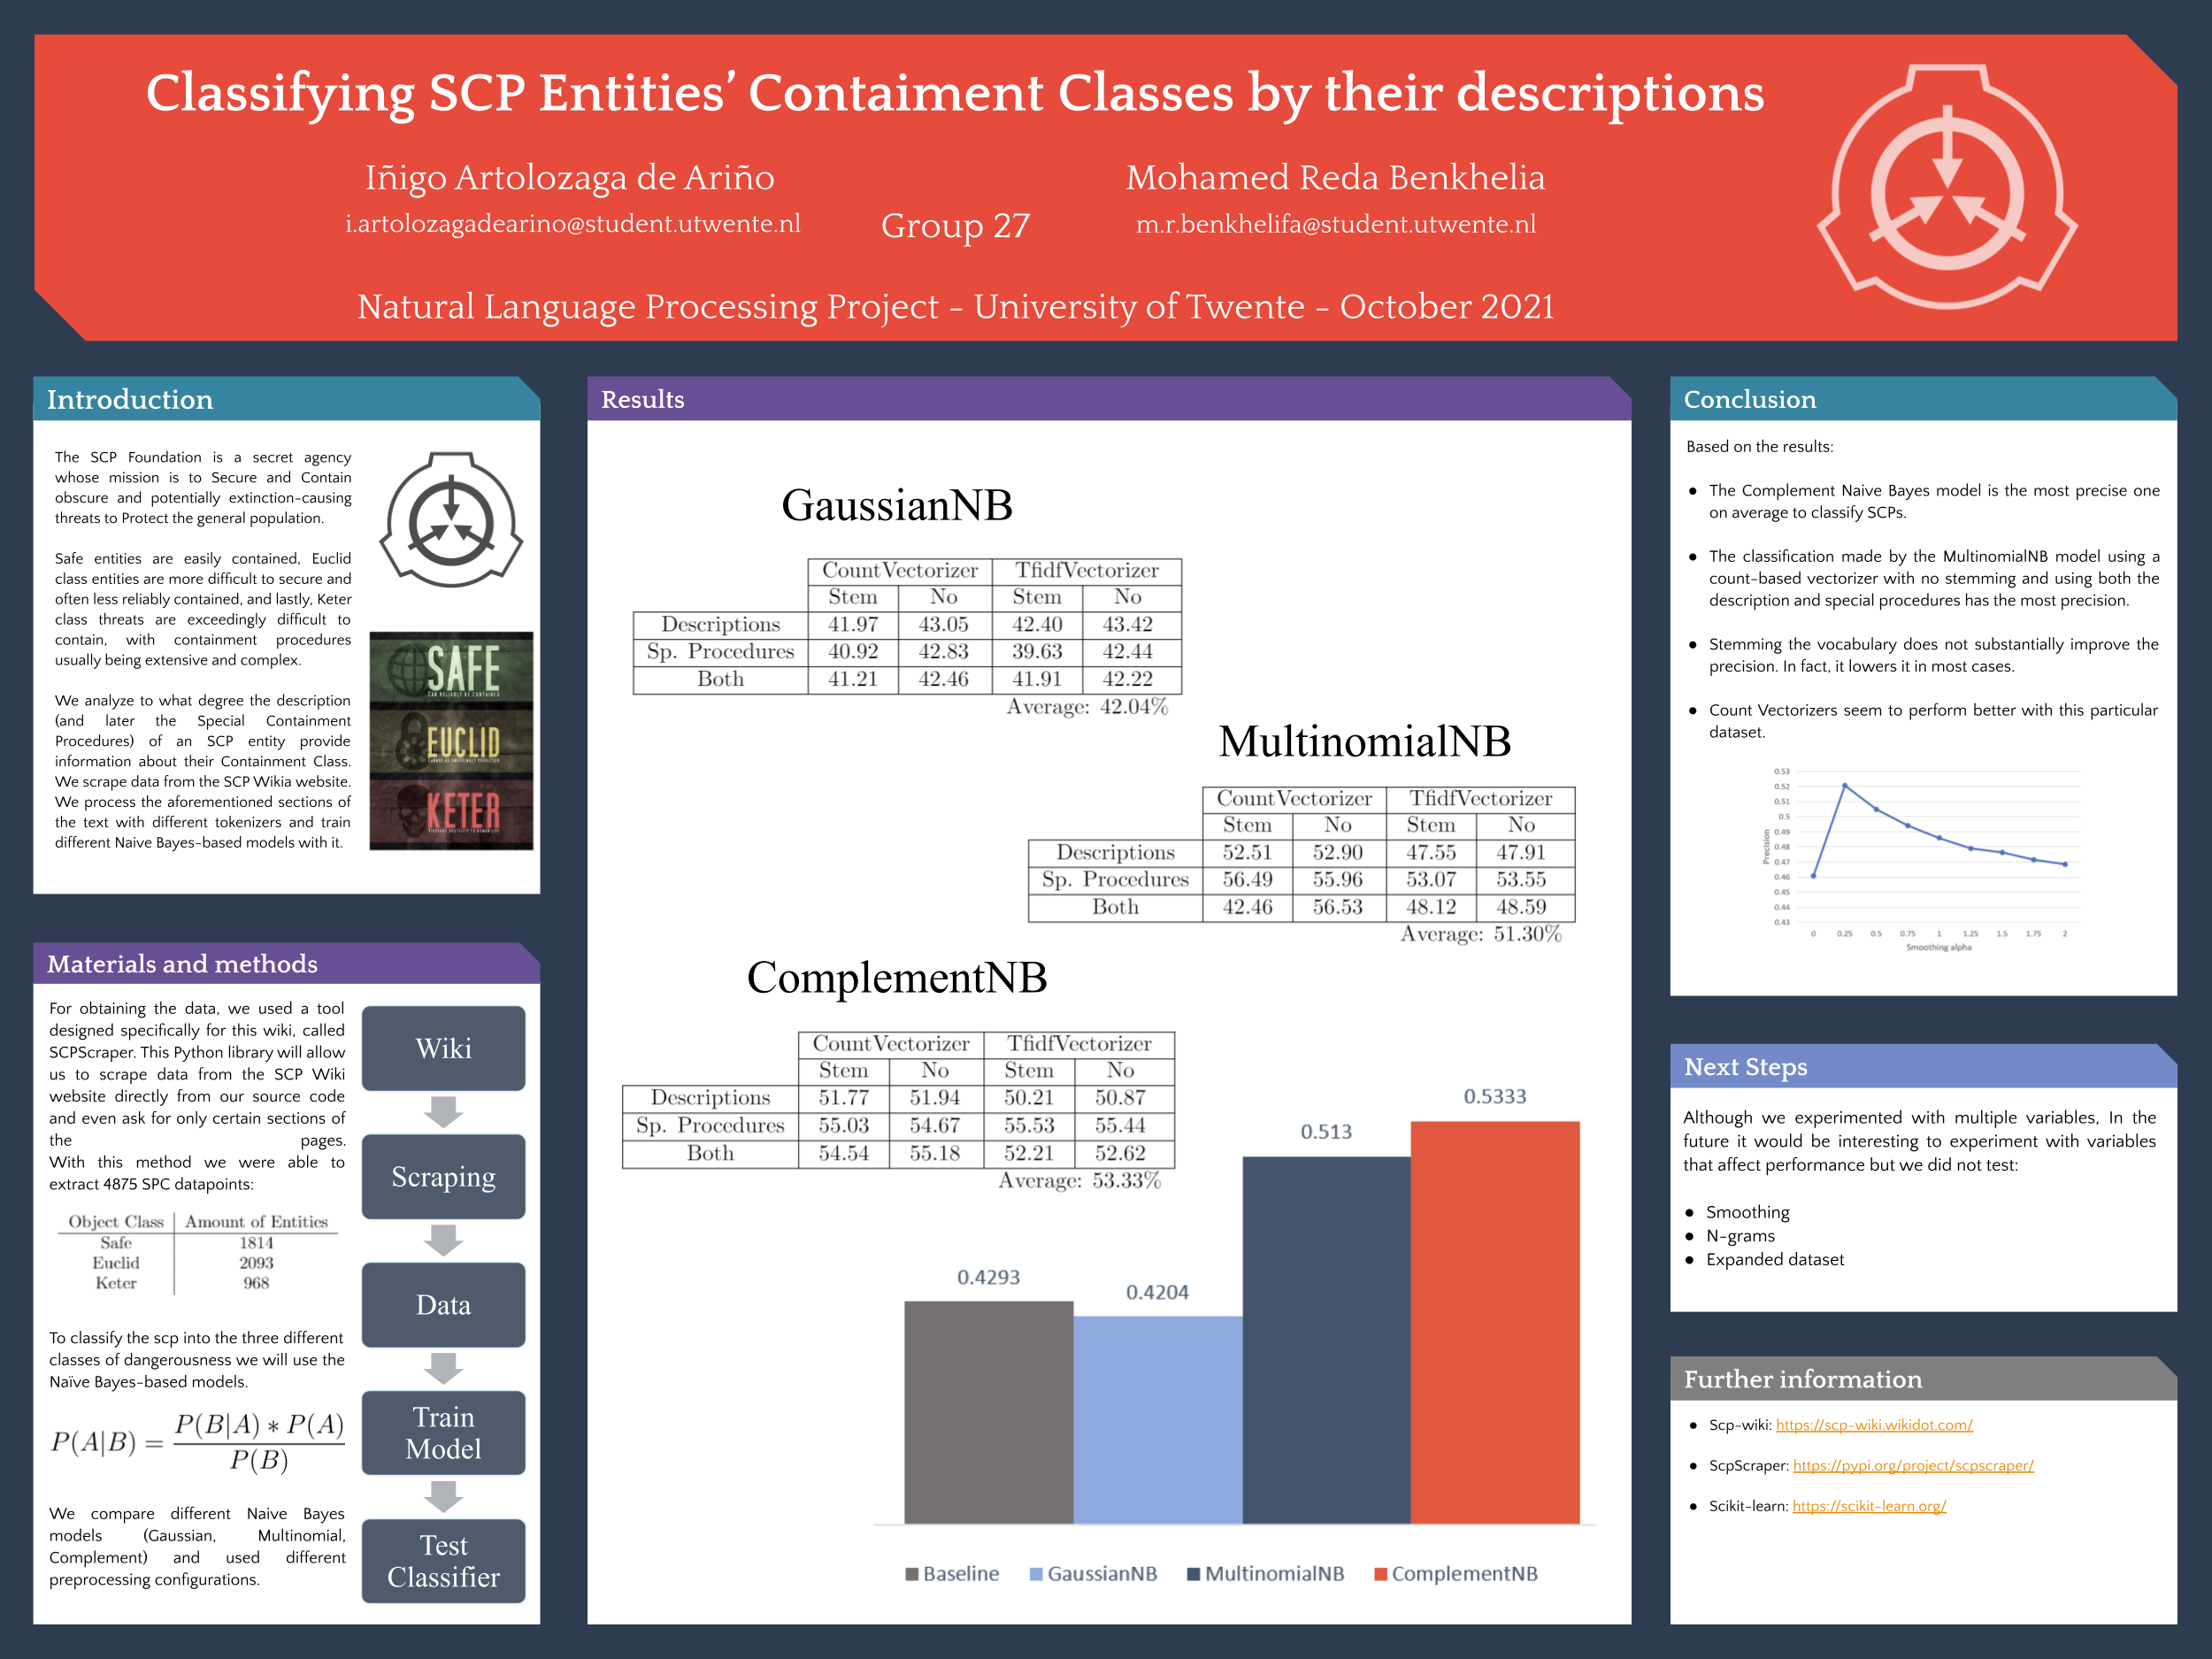 Classifying SCP Entities’ Contaiment Classes by their descriptions
Iñigo Artolozaga de Ariño
i.artolozagadearino@student.utwente.nl
Group 27
Mohamed Reda Benkhelia
m.r.benkhelifa@student.utwente.nl
Natural Language Processing Project - University of Twente - October 2021
Introduction
The SCP Foundation is a secret agency
whose mission is to Secure and Contain
obscure and potentially extinction-causing
threats to Protect the general population.
Safe entities are easily contained, Euclid
class entities are more difficult to secure and
often less reliably contained, and lastly, Keter
class threats are exceedingly difficult to
contain, with containment procedures
usually being extensive and complex.
We analyze to what degree the description
(and later the Special Containment
Procedures) of an SCP entity provide
information about their Containment Class.
We scrape data from the SCP Wikia website.
We process the aforementioned sections of
the text with different tokenizers and train
different Naive Bayes-based models with it.
SAFE
EUCLID
KETER
Materials and methods
For obtaining the data, we used a tool
designed specifically for this wiki, called
SCPScraper. This Python library will allow
us to scrape data from the SCP Wiki
website directly from our source code
and even ask for only certain sections of
the pages.
With this method we were able to
extract 4875 SPC datapoints:
Object Class Amount of Entities
Safe 1814
Euclid 2093
Keter 968
To classify the scp into the three different
classes of dangerousness we will use the
Naïve Bayes-based models.
P(A|B) = P(B|A) * P(A) / P(B)
We compare different Naive Bayes
models (Gaussian, Multinomial,
Complement) and used different
preprocessing configurations.
Wiki
Scraping
Data
Train
Model
Test
Classifier
Results
GaussianNB
CountVectorizer TfidfVectorizer
Stem No Stem No
Descriptions 41.97 43.05 42.40 43.42
Sp. Procedures 40.92 42.83 39.63 42.44
Both 41.21 42.46 41.91 42.22
Average: 42.04%
MultinomialNB
CountVectorizer TfidfVectorizer
Stem No Stem No
Descriptions 52.51 52.90 47.55 47.91
Sp. Procedures 56.49 55.96 53.07 53.55
Both 42.46 56.53 48.12 48.59
Average: 51.30%
ComplementNB
CountVectorizer TfidfVectorizer
Stem No Stem No
Descriptions 51.77 51.94 50.21 50.87
Sp. Procedures 55.03 54.67 55.53 55.44
Both 54.54 55.18 52.21 52.62
Average: 53.33%
0.4293
0.4204
0.513
0.5333
Baseline GaussianNB MultinomialNB ComplementNB
Conclusion
Based on the results:
● The Complement Naive Bayes model is the most precise one
on average to classify SCPs.
● The classification made by the MultinomialNB model using a
count-based vectorizer with no stemming and using both the
description and special procedures has the most precision.
● Stemming the vocabulary does not substantially improve the
precision. In fact, it lowers it in most cases.
● Count Vectorizers seem to perform better with this particular
dataset.
Precision
0.53
0.52
0.51
0.5
0.49
0.48
0.47
0.46
0.45
0.44
0.43
0 0.25 0.5 0.75 1 1.25 1.5 1.75 2
Smoothing alpha
Next Steps
Although we experimented with multiple variables, In the
future it would be interesting to experiment with variables
that affect performance but we did not test:
● Smoothing
● N-grams
● Expanded dataset
Further information
● Scp-wiki: https://scp-wiki.wikidot.com/
● ScpScraper: https://pypi.org/project/scpscraper/
● Scikit-learn: https://scikit-learn.org/